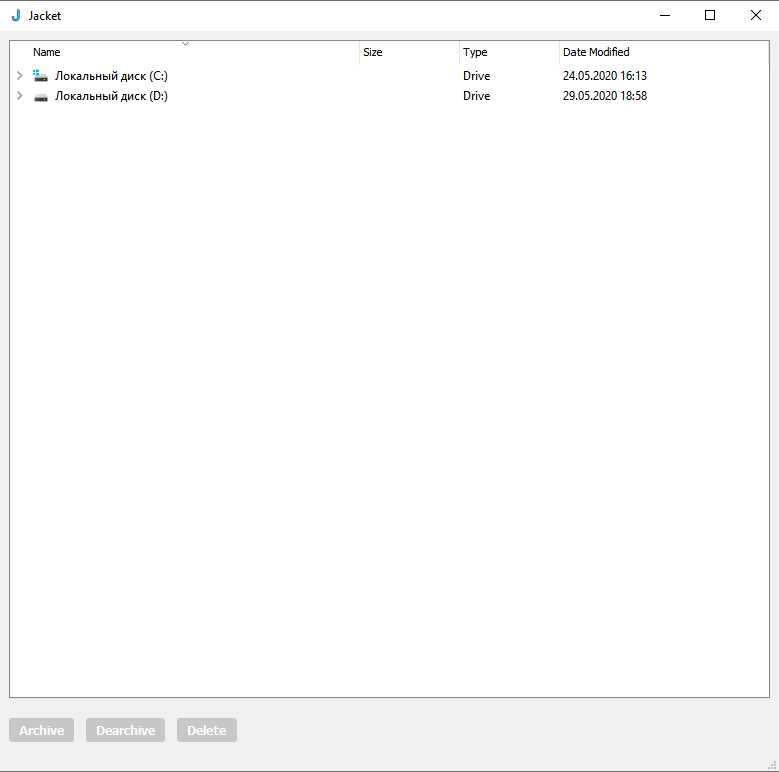 Jacket
Name Size Type Date Modified
Локальный диск (C:) Drive 24.05.2020 16:13
Локальный диск (D:) Drive 29.05.2020 18:58
Archive Dearchive Delete